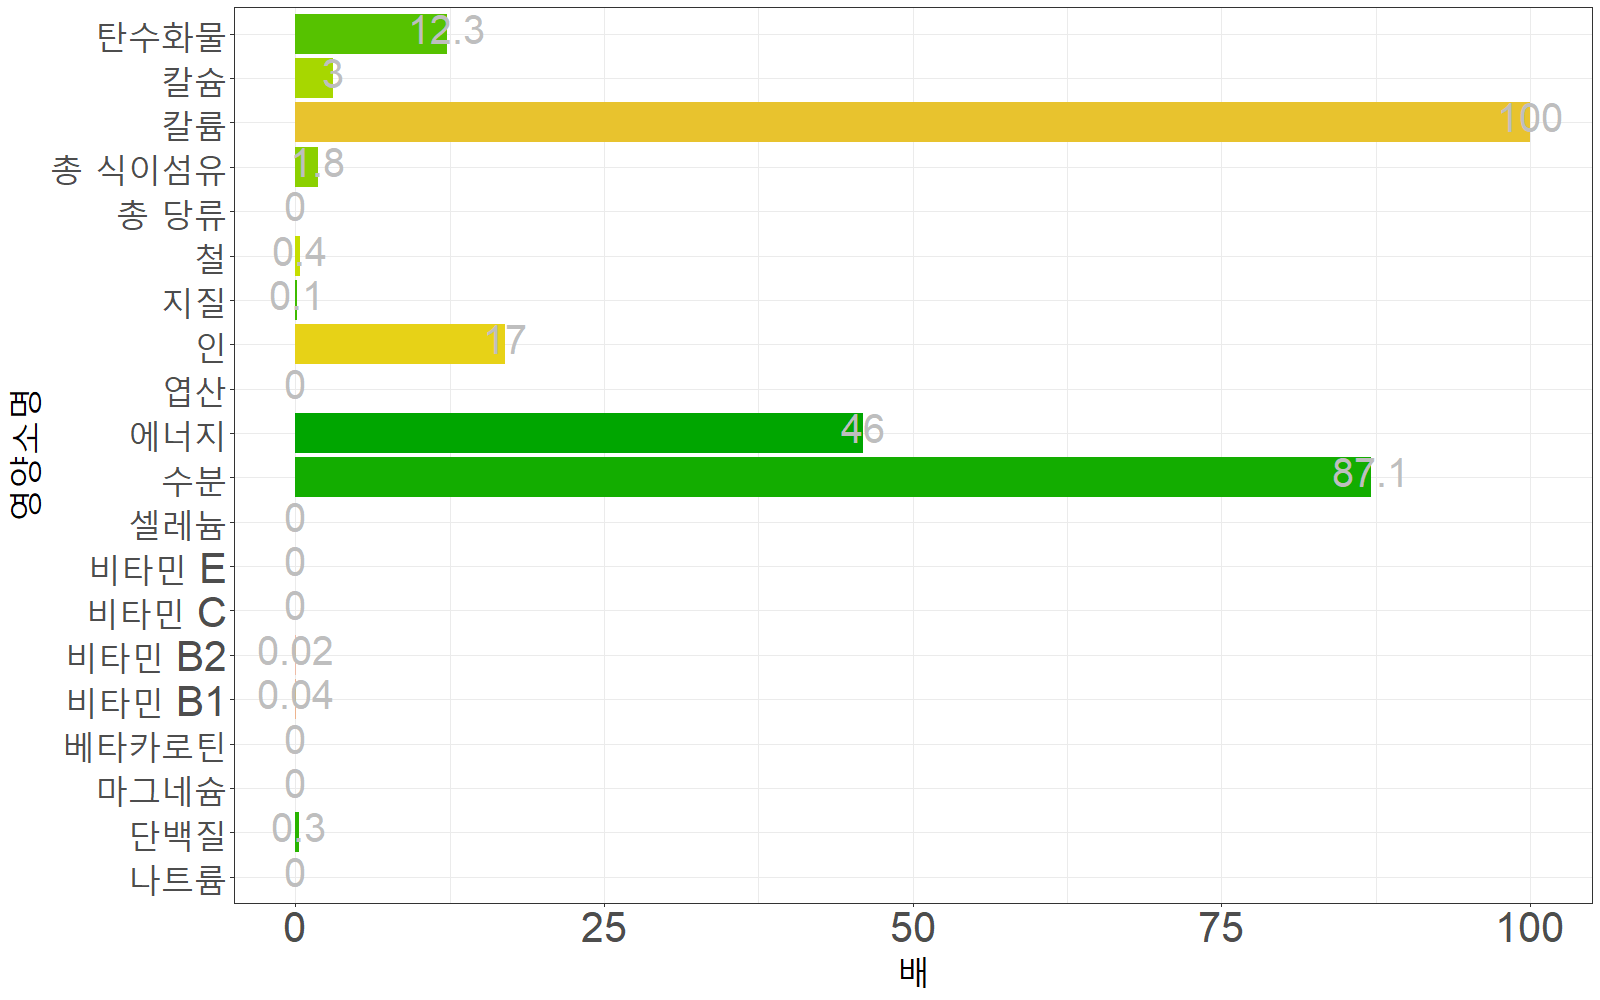 탄수화물 12.3
칼슘 3
칼륨 100
총 식이섬유 1.8
총 당류 0
철 0.4
지질 0.1
인 17
엽산 0
에너지 46
수분 87.1
셀레늄 0
비타민 E 0
비타민 C 0
비타민 B2 0.02
비타민 B1 0.04
베타카로틴 0
마그네슘 0
단백질 0.3
나트륨 0
영양소명
0 25 50 75 100
배